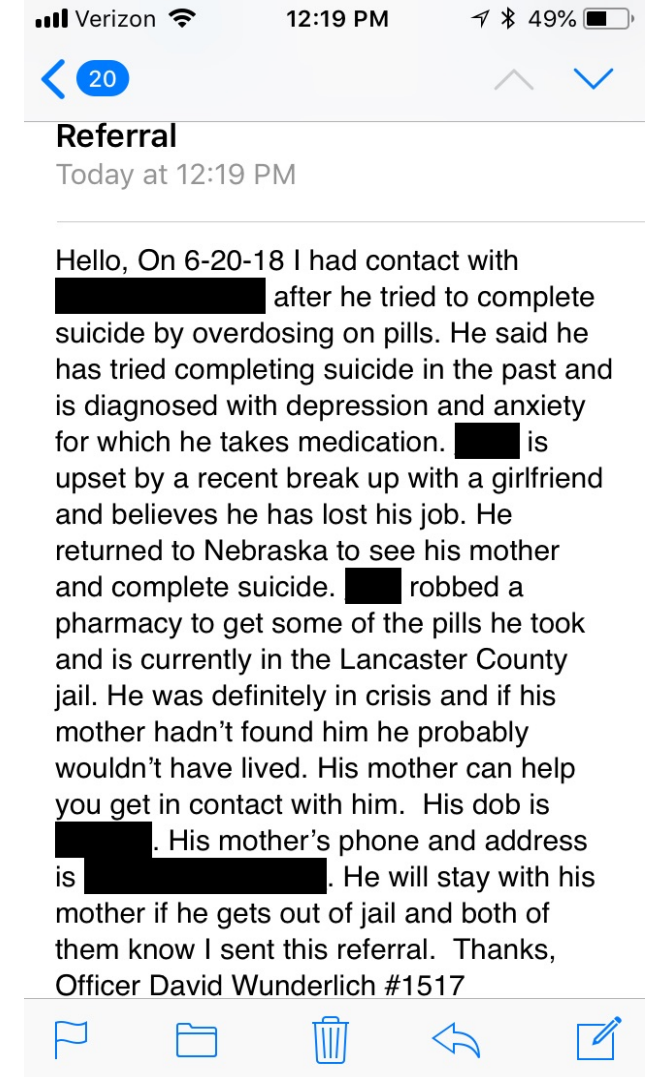 Verizon 12:19 PM 49%
20
Referral
Today at 12:19 PM
Hello, On 6-20-18 I had contact with
after he tried to complete
suicide by overdosing on pills. He said he
has tried completing suicide in the past and
is diagnosed with depression and anxiety
for which he takes medication. is
upset by a recent break up with a girlfriend
and believes he has lost his job. He
returned to Nebraska to see his mother
and complete suicide. robbed a
pharmacy to get some of the pills he took
and is currently in the Lancaster County
jail. He was definitely in crisis and if his
mother hadn’t found him he probably
wouldn’t have lived. His mother can help
you get in contact with him. His dob is
. His mother’s phone and address
is . He will stay with his
mother if he gets out of jail and both of
them know I sent this referral. Thanks,
Officer David Wunderlich #1517